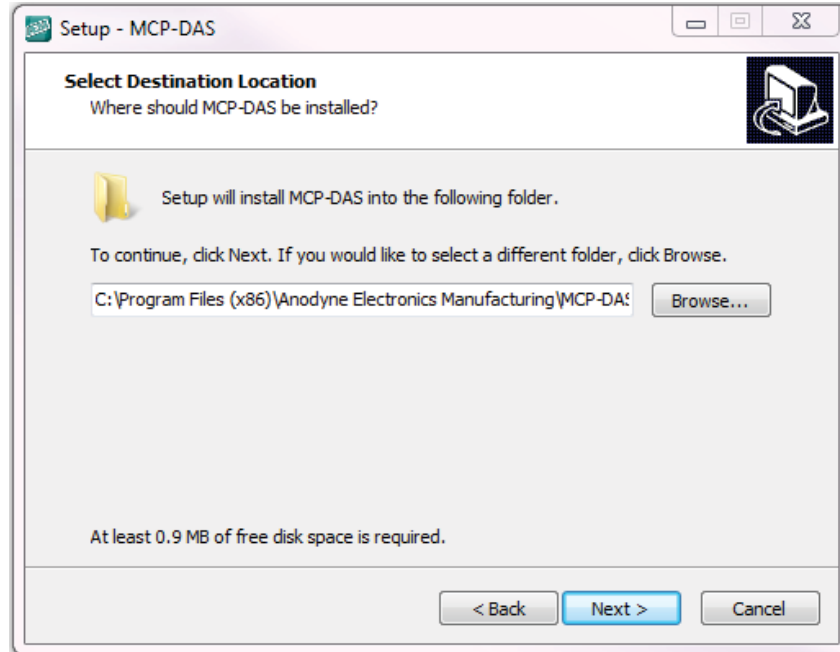 Setup - MCP-DAS
Select Destination Location
Where should MCP-DAS be installed?
Setup will install MCP-DAS into the following folder.
To continue, click Next. If you would like to select a different folder, click Browse.
C:\Program Files (x86)\Anodyne Electronics Manufacturing\MCP-DAS
Browse...
At least 0.9 MB of free disk space is required.
< Back
Next >
Cancel